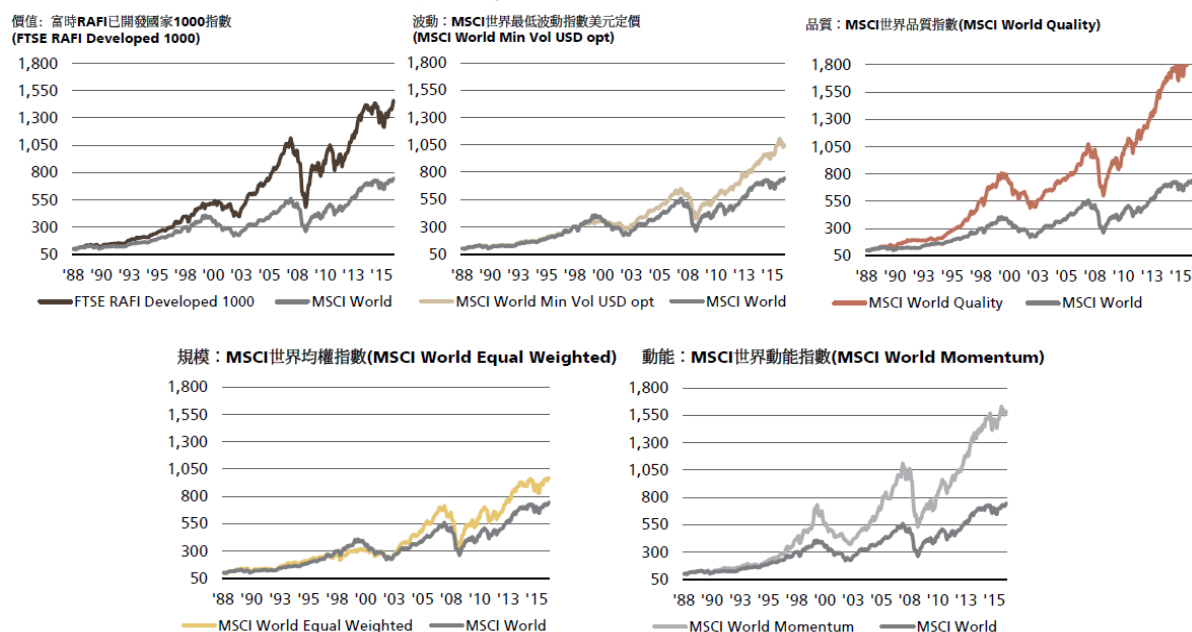 價值：富時RAFI已開發國家1000指數
(FTSE RAFI Developed 1000)
1,800
1,550
1,300
1,050
800
550
300
50
'88 '90 '93 '95 '98 '00 '03 '05 '08 '10 '13 '15
FTSE RAFI Developed 1000 MSCI World
波動：MSCI世界最低波動指數美元定價
(MSCI World Min Vol USD opt)
1,800
1,550
1,300
1,050
800
550
300
50
'88 '90 '93 '95 '98 '00 '03 '05 '08 '10 '13 '15
MSCI World Min Vol USD opt MSCI World
品質：MSCI世界品質指數(MSCI World Quality)
1,800
1,550
1,300
1,050
800
550
300
50
'88 '90 '93 '95 '98 '00 '03 '05 '08 '10 '13 '15
MSCI World Quality MSCI World
規模：MSCI世界均權指數(MSCI World Equal Weighted)
1,800
1,550
1,300
1,050
800
550
300
50
'88 '90 '93 '95 '98 '00 '03 '05 '08 '10 '13 '15
MSCI World Equal Weighted MSCI World
動能：MSCI世界動能指數(MSCI World Momentum)
1,800
1,550
1,300
1,050
800
550
300
50
'88 '90 '93 '95 '98 '00 '03 '05 '08 '10 '13 '15
MSCI World Momentum MSCI World